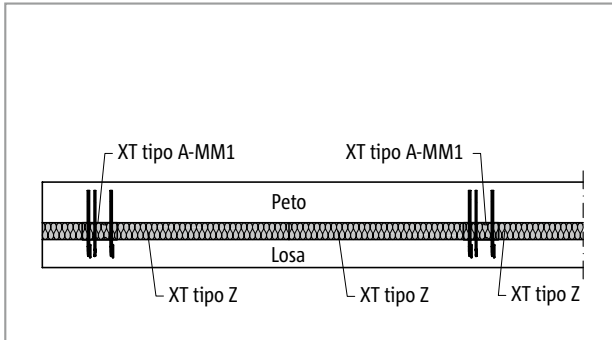 XT tipo A-MM1
XT tipo A-MM1
Peto
Losa
XT tipo Z
XT tipo Z
XT tipo Z